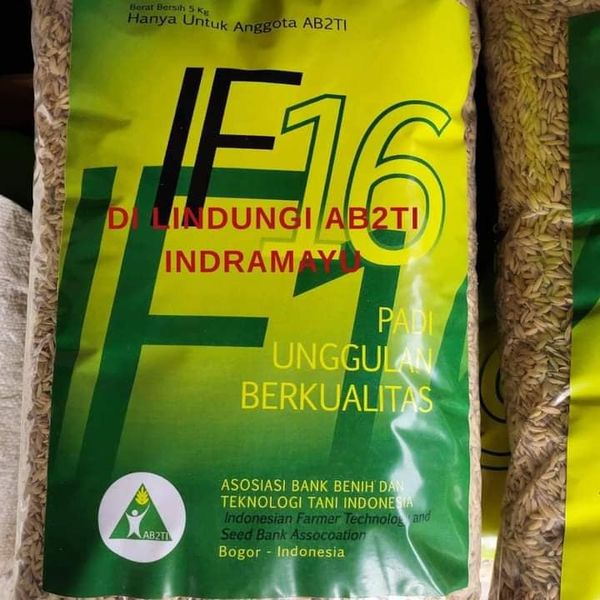 Berat Bersih 5 Kg
Hanya Untuk Anggota AB2TI
IF16
DI LINDUNGI AB2TI
INDRAMAYU
PADI
UNGGULAN
BERKUALITAS
ASOSIASI BANK BENIH DAN
TEKNOLOGI TANI INDONESIA
Indonesian Farmer Technology and
Seed Bank Assocoation
Bogor - Indonesia
AB2TI